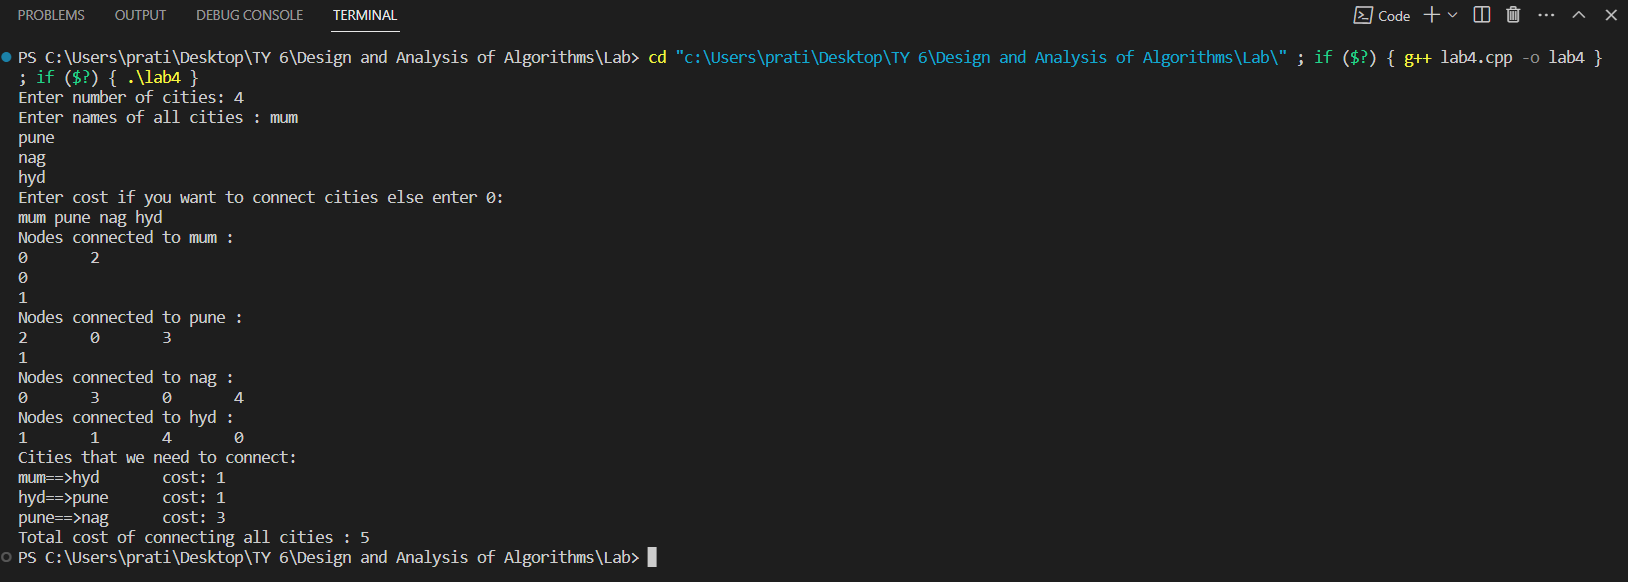 PROBLEMS OUTPUT DEBUG CONSOLE TERMINAL Code
PS C:\Users\prati\Desktop\TY 6\Design and Analysis of Algorithms\Lab> cd "c:\Users\prati\Desktop\TY 6\Design and Analysis of Algorithms\Lab\" ; if ($?) { g++ lab4.cpp -o lab4 }
; if ($?) { .\lab4 }
Enter number of cities: 4
Enter names of all cities : mum
pune
nag
hyd
Enter cost if you want to connect cities else enter 0:
mum pune nag hyd
Nodes connected to mum :
0       2
0
1
Nodes connected to pune :
2       0       3
1
Nodes connected to nag :
0       3       0       4
Nodes connected to hyd :
1       1       4       0
Cities that we need to connect:
mum==>hyd       cost: 1
hyd==>pune      cost: 1
pune==>nag      cost: 3
Total cost of connecting all cities : 5
PS C:\Users\prati\Desktop\TY 6\Design and Analysis of Algorithms\Lab>